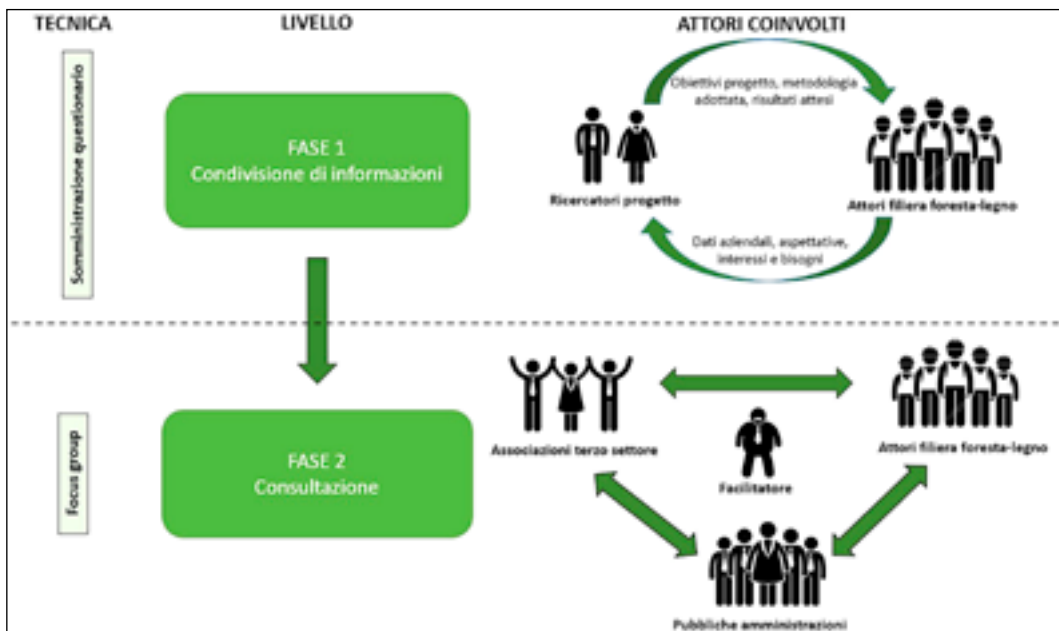 TECNICA
LIVELLO
ATTORI COINVOLTI
Somministrazione questionario
FASE 1
Condivisione di informazioni
Obiettivi progetto, metodologia
adottata, risultati attesi
Ricercatori progetto
Attori filiera foresta-legno
Dati aziendali, aspettative,
interessi e bisogni
Focus group
FASE 2
Consultazione
Associazioni terzo settore
Facilitatore
Attori filiera foresta-legno
Pubbliche amministrazioni